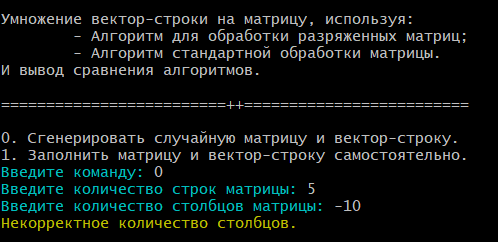 Умножение вектор-строки на матрицу, используя:
- Алгоритм для обработки разряженных матриц;
- Алгоритм стандартной обработки матрицы.
И вывод сравнения алгоритмов.
=========================++=========================
0. Сгенерировать случайную матрицу и вектор-строку.
1. Заполнить матрицу и вектор-строку самостоятельно.
Введите команду: 0
Введите количество строк матрицы: 5
Введите количество столбцов матрицы: -10
Некорректное количество столбцов.